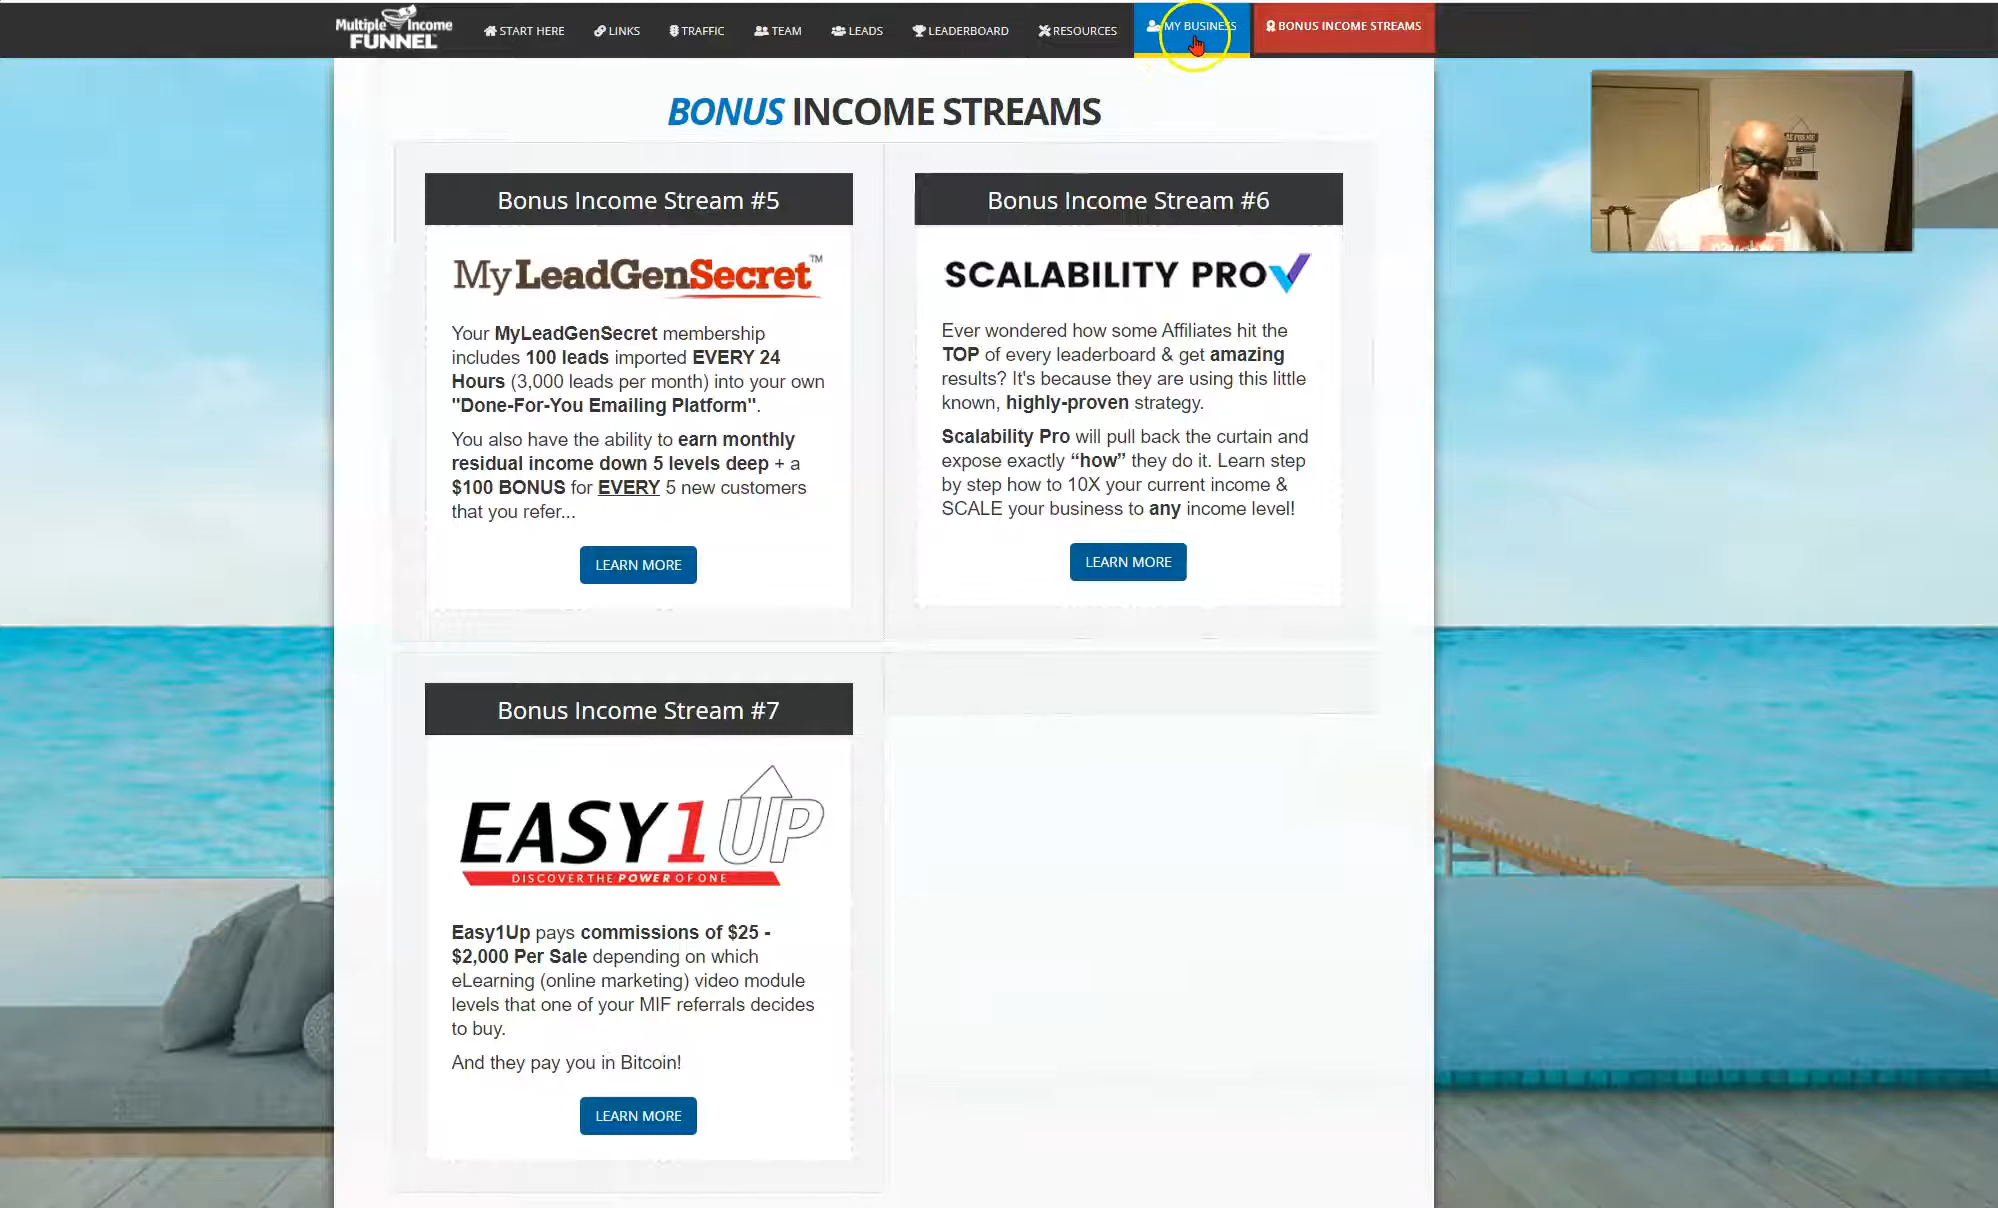 Multiple Income
FUNNEL
START HERE
LINKS
TRAFFIC
TEAM
LEADS
LEADERBOARD
RESOURCES
MY BUSINESS
BONUS INCOME STREAMS
BONUS INCOME STREAMS
Bonus Income Stream #5
MyLeadGenSecret™
Your MyLeadGenSecret membership
includes 100 leads imported EVERY 24
Hours (3,000 leads per month) into your own
"Done-For-You Emailing Platform".
You also have the ability to earn monthly
residual income down 5 levels deep + a
$100 BONUS for EVERY 5 new customers
that you refer...
LEARN MORE
Bonus Income Stream #6
SCALABILITY PRO
Ever wondered how some Affiliates hit the
TOP of every leaderboard & get amazing
results? It's because they are using this little
known, highly-proven strategy.
Scalability Pro will pull back the curtain and
expose exactly “how” they do it. Learn step
by step how to 10X your current income &
SCALE your business to any income level!
LEARN MORE
Bonus Income Stream #7
EASY1UP
DISCOVER THE POWER OF ONE
Easy1Up pays commissions of $25 -
$2,000 Per Sale depending on which
eLearning (online marketing) video module
levels that one of your MIF referrals decides
to buy.
And they pay you in Bitcoin!
LEARN MORE